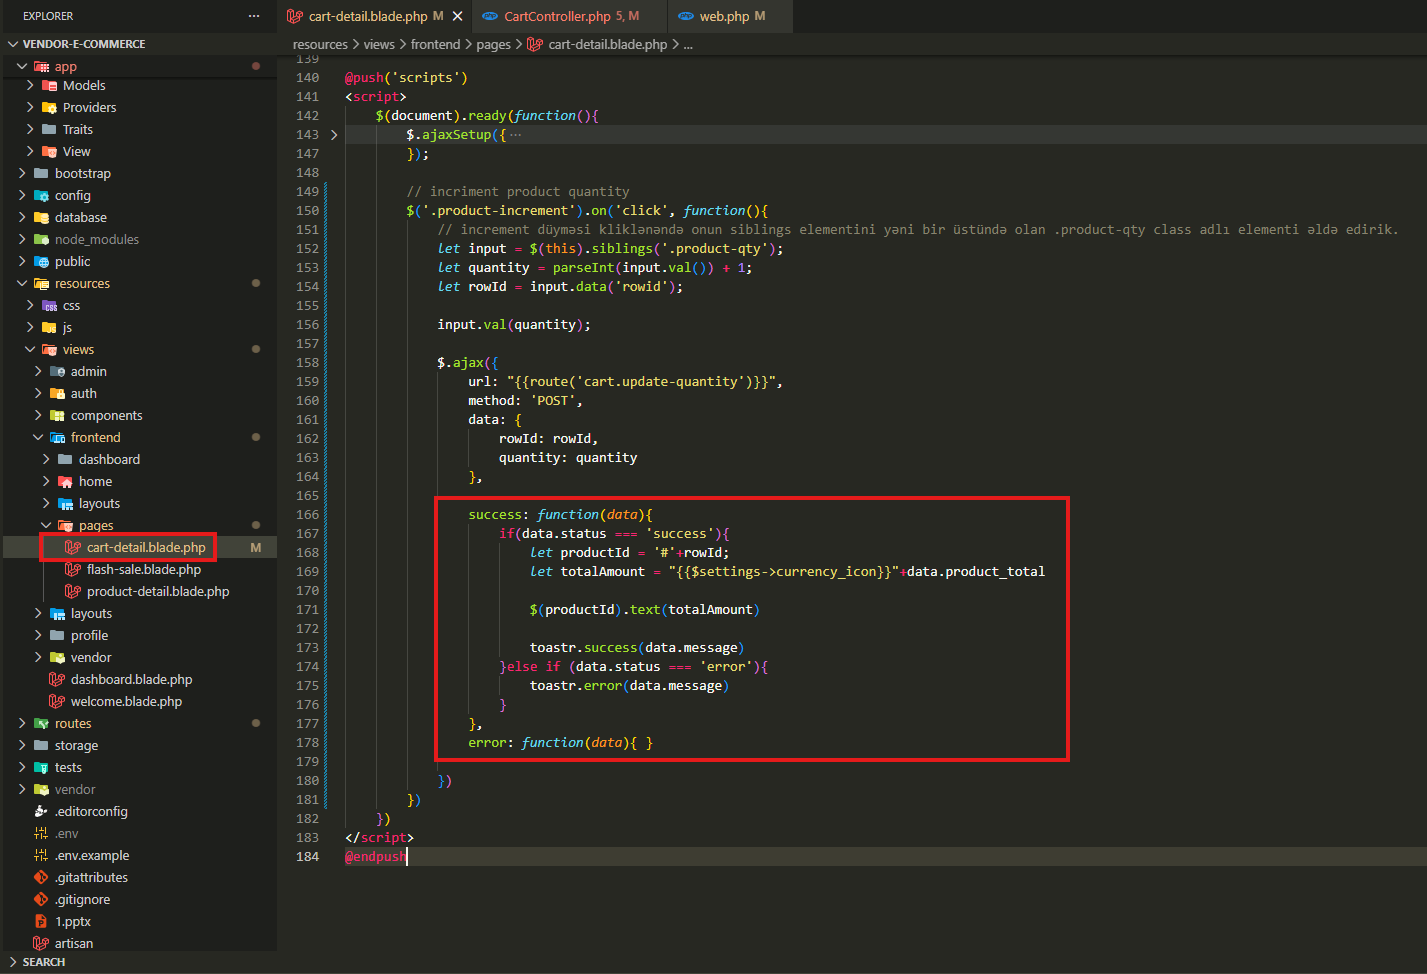 EXPLORER
VENDOR-E-COMMERCE
app
Models
Providers
Traits
View
bootstrap
config
database
node_modules
public
resources
css
js
views
admin
auth
components
frontend
dashboard
home
layouts
pages
cart-detail.blade.php M
flash-sale.blade.php
product-detail.blade.php
layouts
profile
vendor
dashboard.blade.php
welcome.blade.php
routes
storage
tests
vendor
.editorconfig
.env
.env.example
.gitattributes
.gitignore
1.pptx
artisan
SEARCH
cart-detail.blade.php M
CartController.php 5, M
web.php M
resources > views > frontend > pages > cart-detail.blade.php > ...
139
140 @push('scripts')
141 <script>
142 $(document).ready(function(){
143 $.ajaxSetup({ ...
147 });
148
149 // incriment product quantity
150 $('.product-increment').on('click', function(){
151 // increment düyməsi kliklənəndə onun siblings elementini yəni bir üstündə olan .product-qty class adlı elementi əldə edirik.
152 let input = $(this).siblings('.product-qty');
153 let quantity = parseInt(input.val()) + 1;
154 let rowId = input.data('rowid');
155
156 input.val(quantity);
157
158 $.ajax({
159 url: "{{route('cart.update-quantity')}}",
160 method: 'POST',
161 data: {
162 rowId: rowId,
163 quantity: quantity
164 },
165
166 success: function(data){
167 if(data.status === 'success'){
168 let productId = '#'+rowId;
169 let totalAmount = "{{$settings->currency_icon}}"+data.product_total
170
171 $(productId).text(totalAmount)
172
173 toastr.success(data.message)
174 }else if (data.status === 'error'){
175 toastr.error(data.message)
176 }
177 },
178 error: function(data){ }
179
180 })
181 })
182 })
183 </script>
184 @endpush